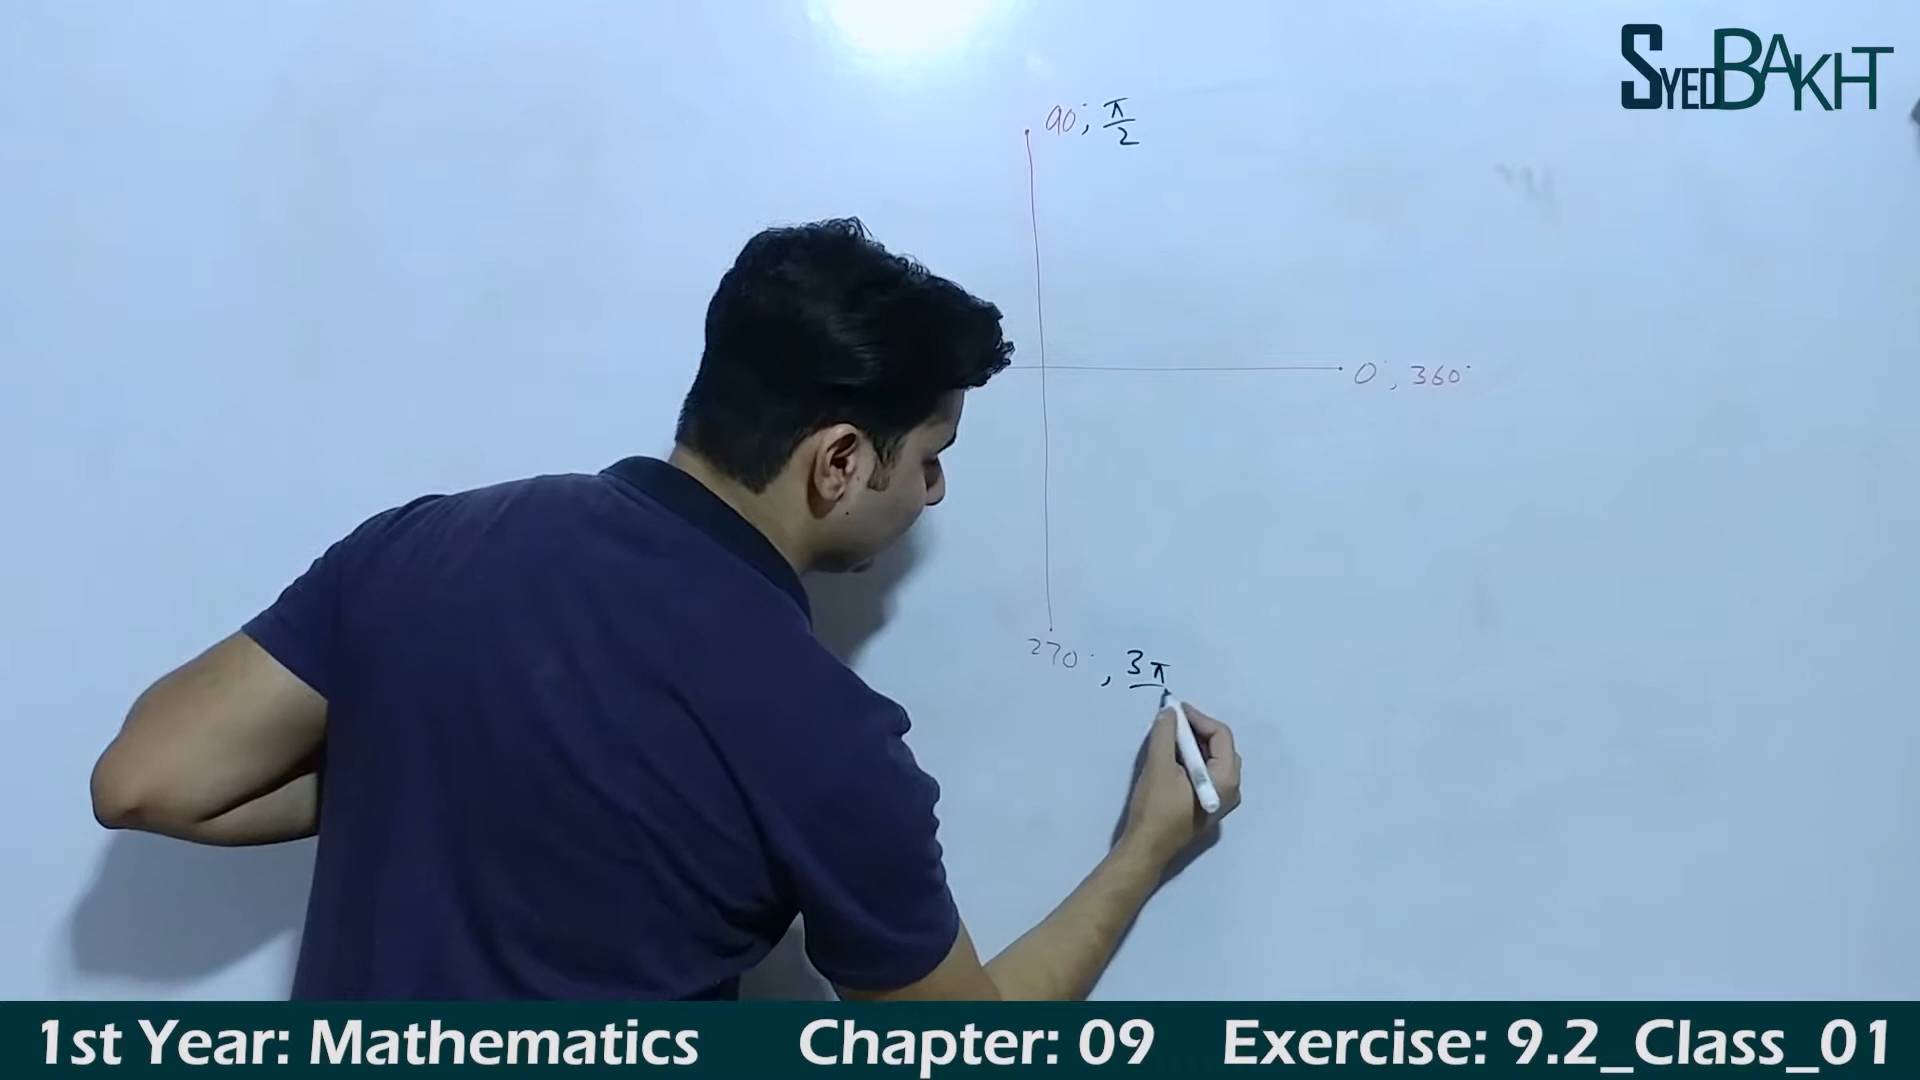 SYEDBAKHT
90°, π/2
0°, 360°
270°, 3π
1st Year: Mathematics Chapter: 09 Exercise: 9.2_Class_01